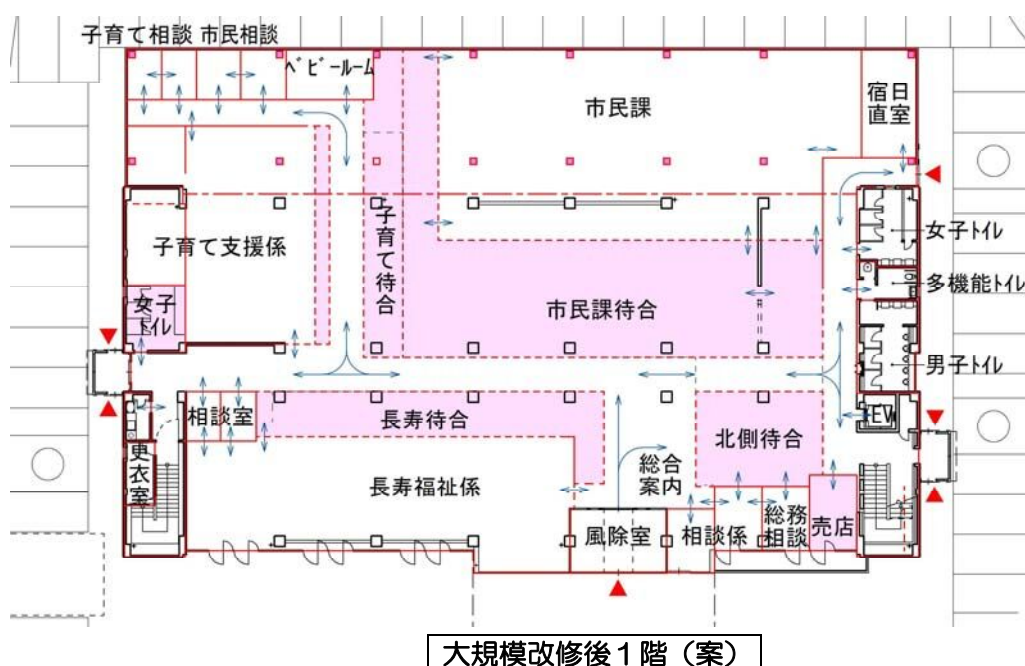 子育て相談 市民相談
ベビールーム
市民課
宿日
直室
女子トイレ
子育て支援係
子育て待合
多機能トイレ
女子
トイレ
市民課待合
男子トイレ
相談室
長寿待合
北側待合
EV
更衣室
長寿福祉係
総合
案内
風除室
相談係
総務
相談
売店
大規模改修後1階(案)